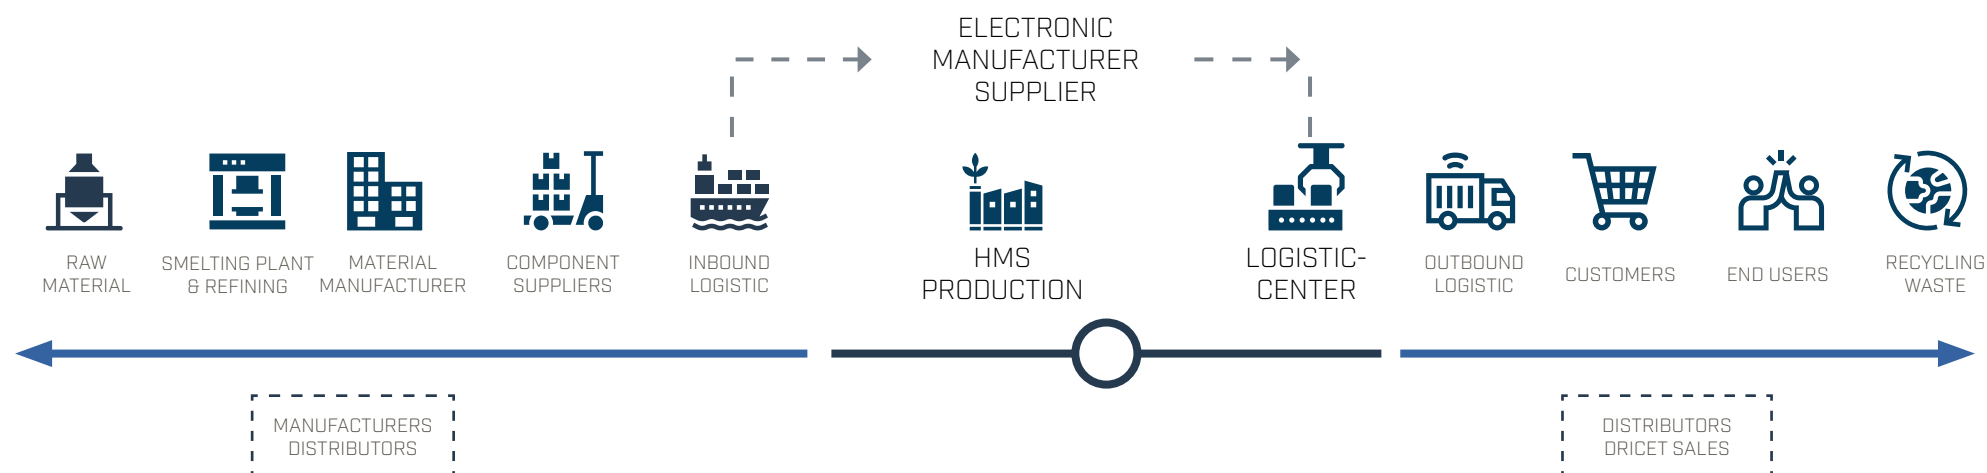 ELECTRONIC
MANUFACTURER
SUPPLIER
RAW
MATERIAL
SMELTING PLANT
& REFINING
MATERIAL
MANUFACTURER
COMPONENT
SUPPLIERS
INBOUND
LOGISTIC
HMS
PRODUCTION
LOGISTIC-
CENTER
OUTBOUND
LOGISTIC
CUSTOMERS
END USERS
RECYCLING
WASTE
MANUFACTURERS
DISTRIBUTORS
DISTRIBUTORS
DRICET SALES